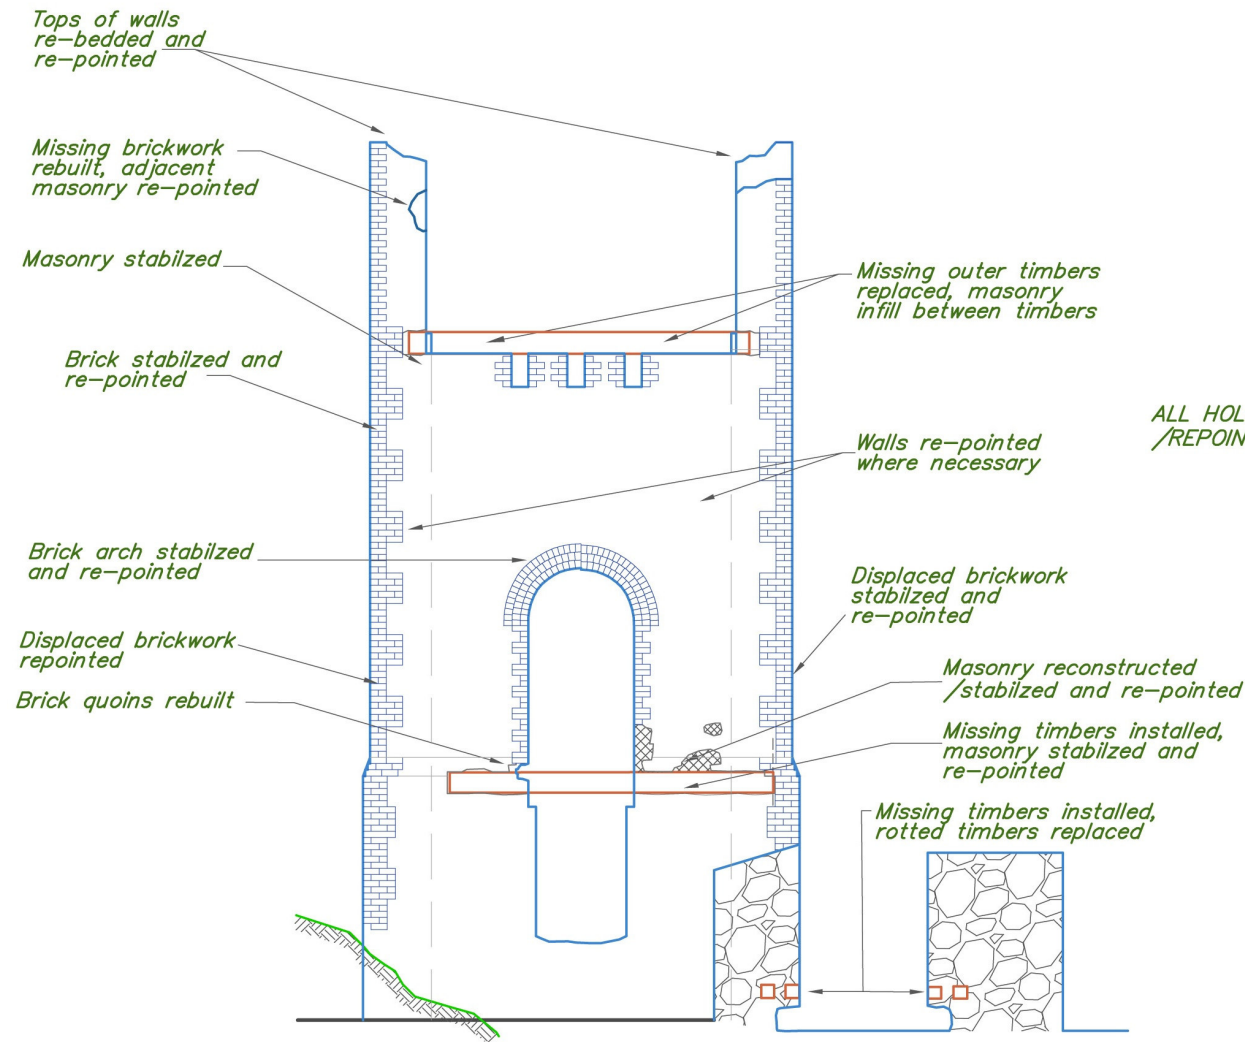 Tops of walls
re-bedded and
re-pointed
Missing brickwork
rebuilt, adjacent
masonry re-pointed
Masonry stabilzed
Brick stabilzed and
re-pointed
Brick arch stabilzed
and re-pointed
Displaced brickwork
repointed
Brick quoins rebuilt
Missing outer timbers
replaced, masonry
infill between timbers
Walls re-pointed
where necessary
Displaced brickwork
stabilzed and
re-pointed
Masonry reconstructed
/stabilzed and re-pointed
Missing timbers installed,
masonry stabilzed and
re-pointed
Missing timbers installed,
rotted timbers replaced
ALL HOL
/REPOIN